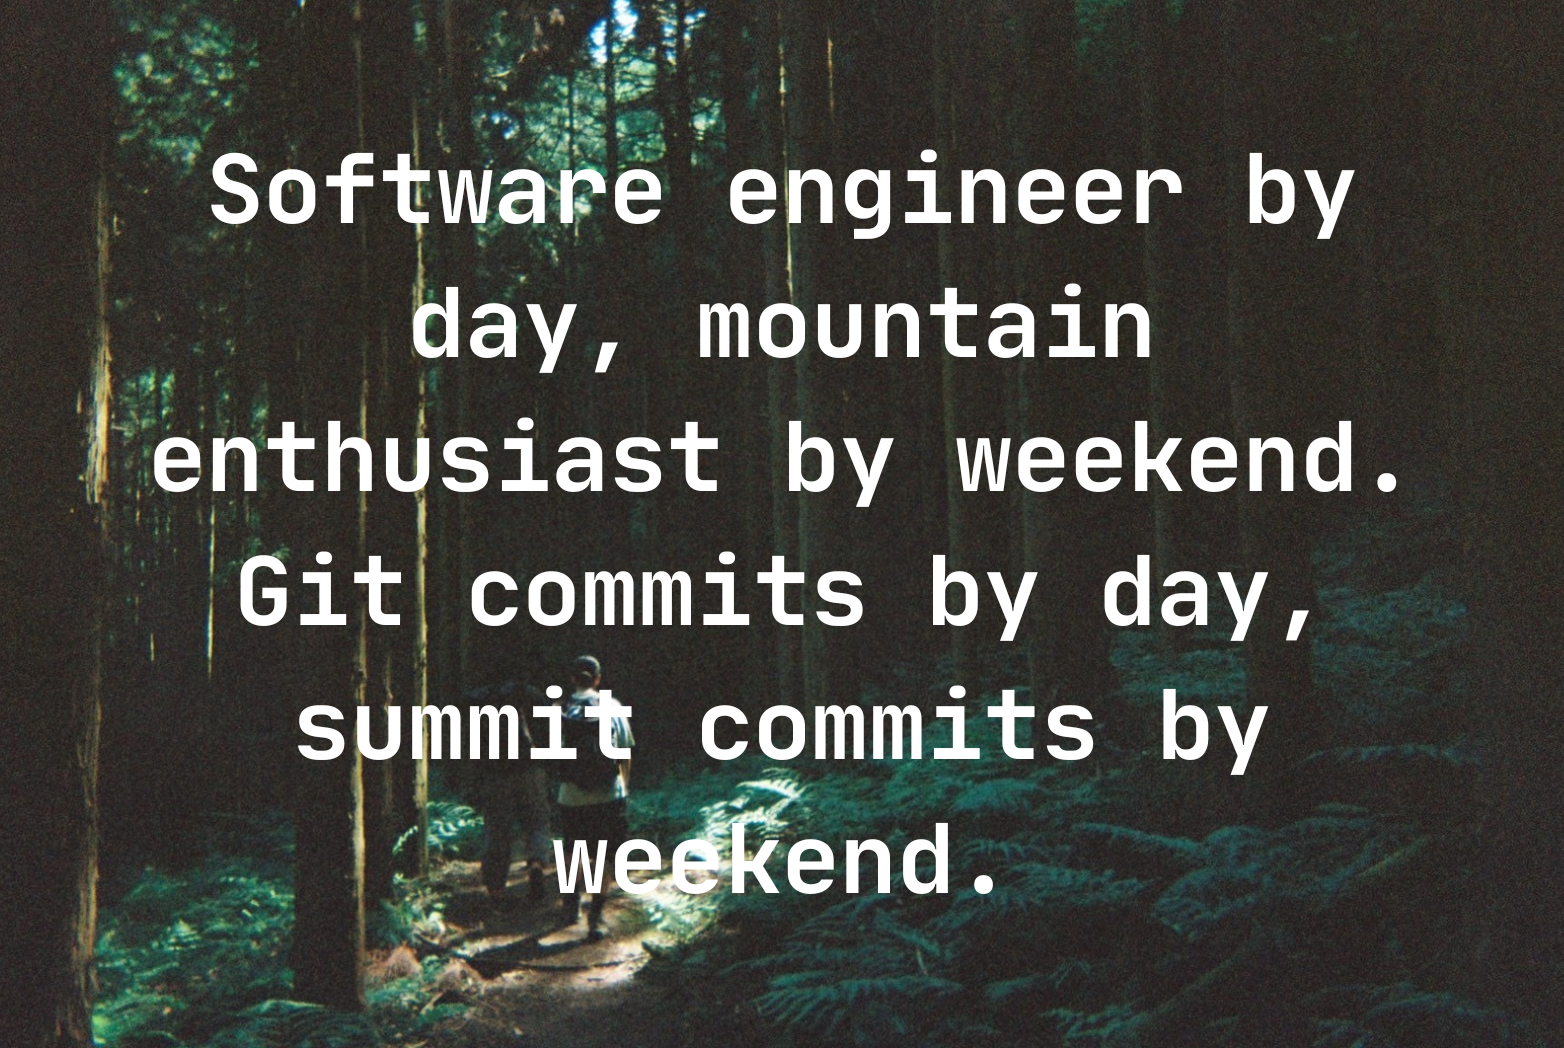 Software engineer by
day, mountain
enthusiast by weekend.
Git commits by day,
summit commits by
weekend.